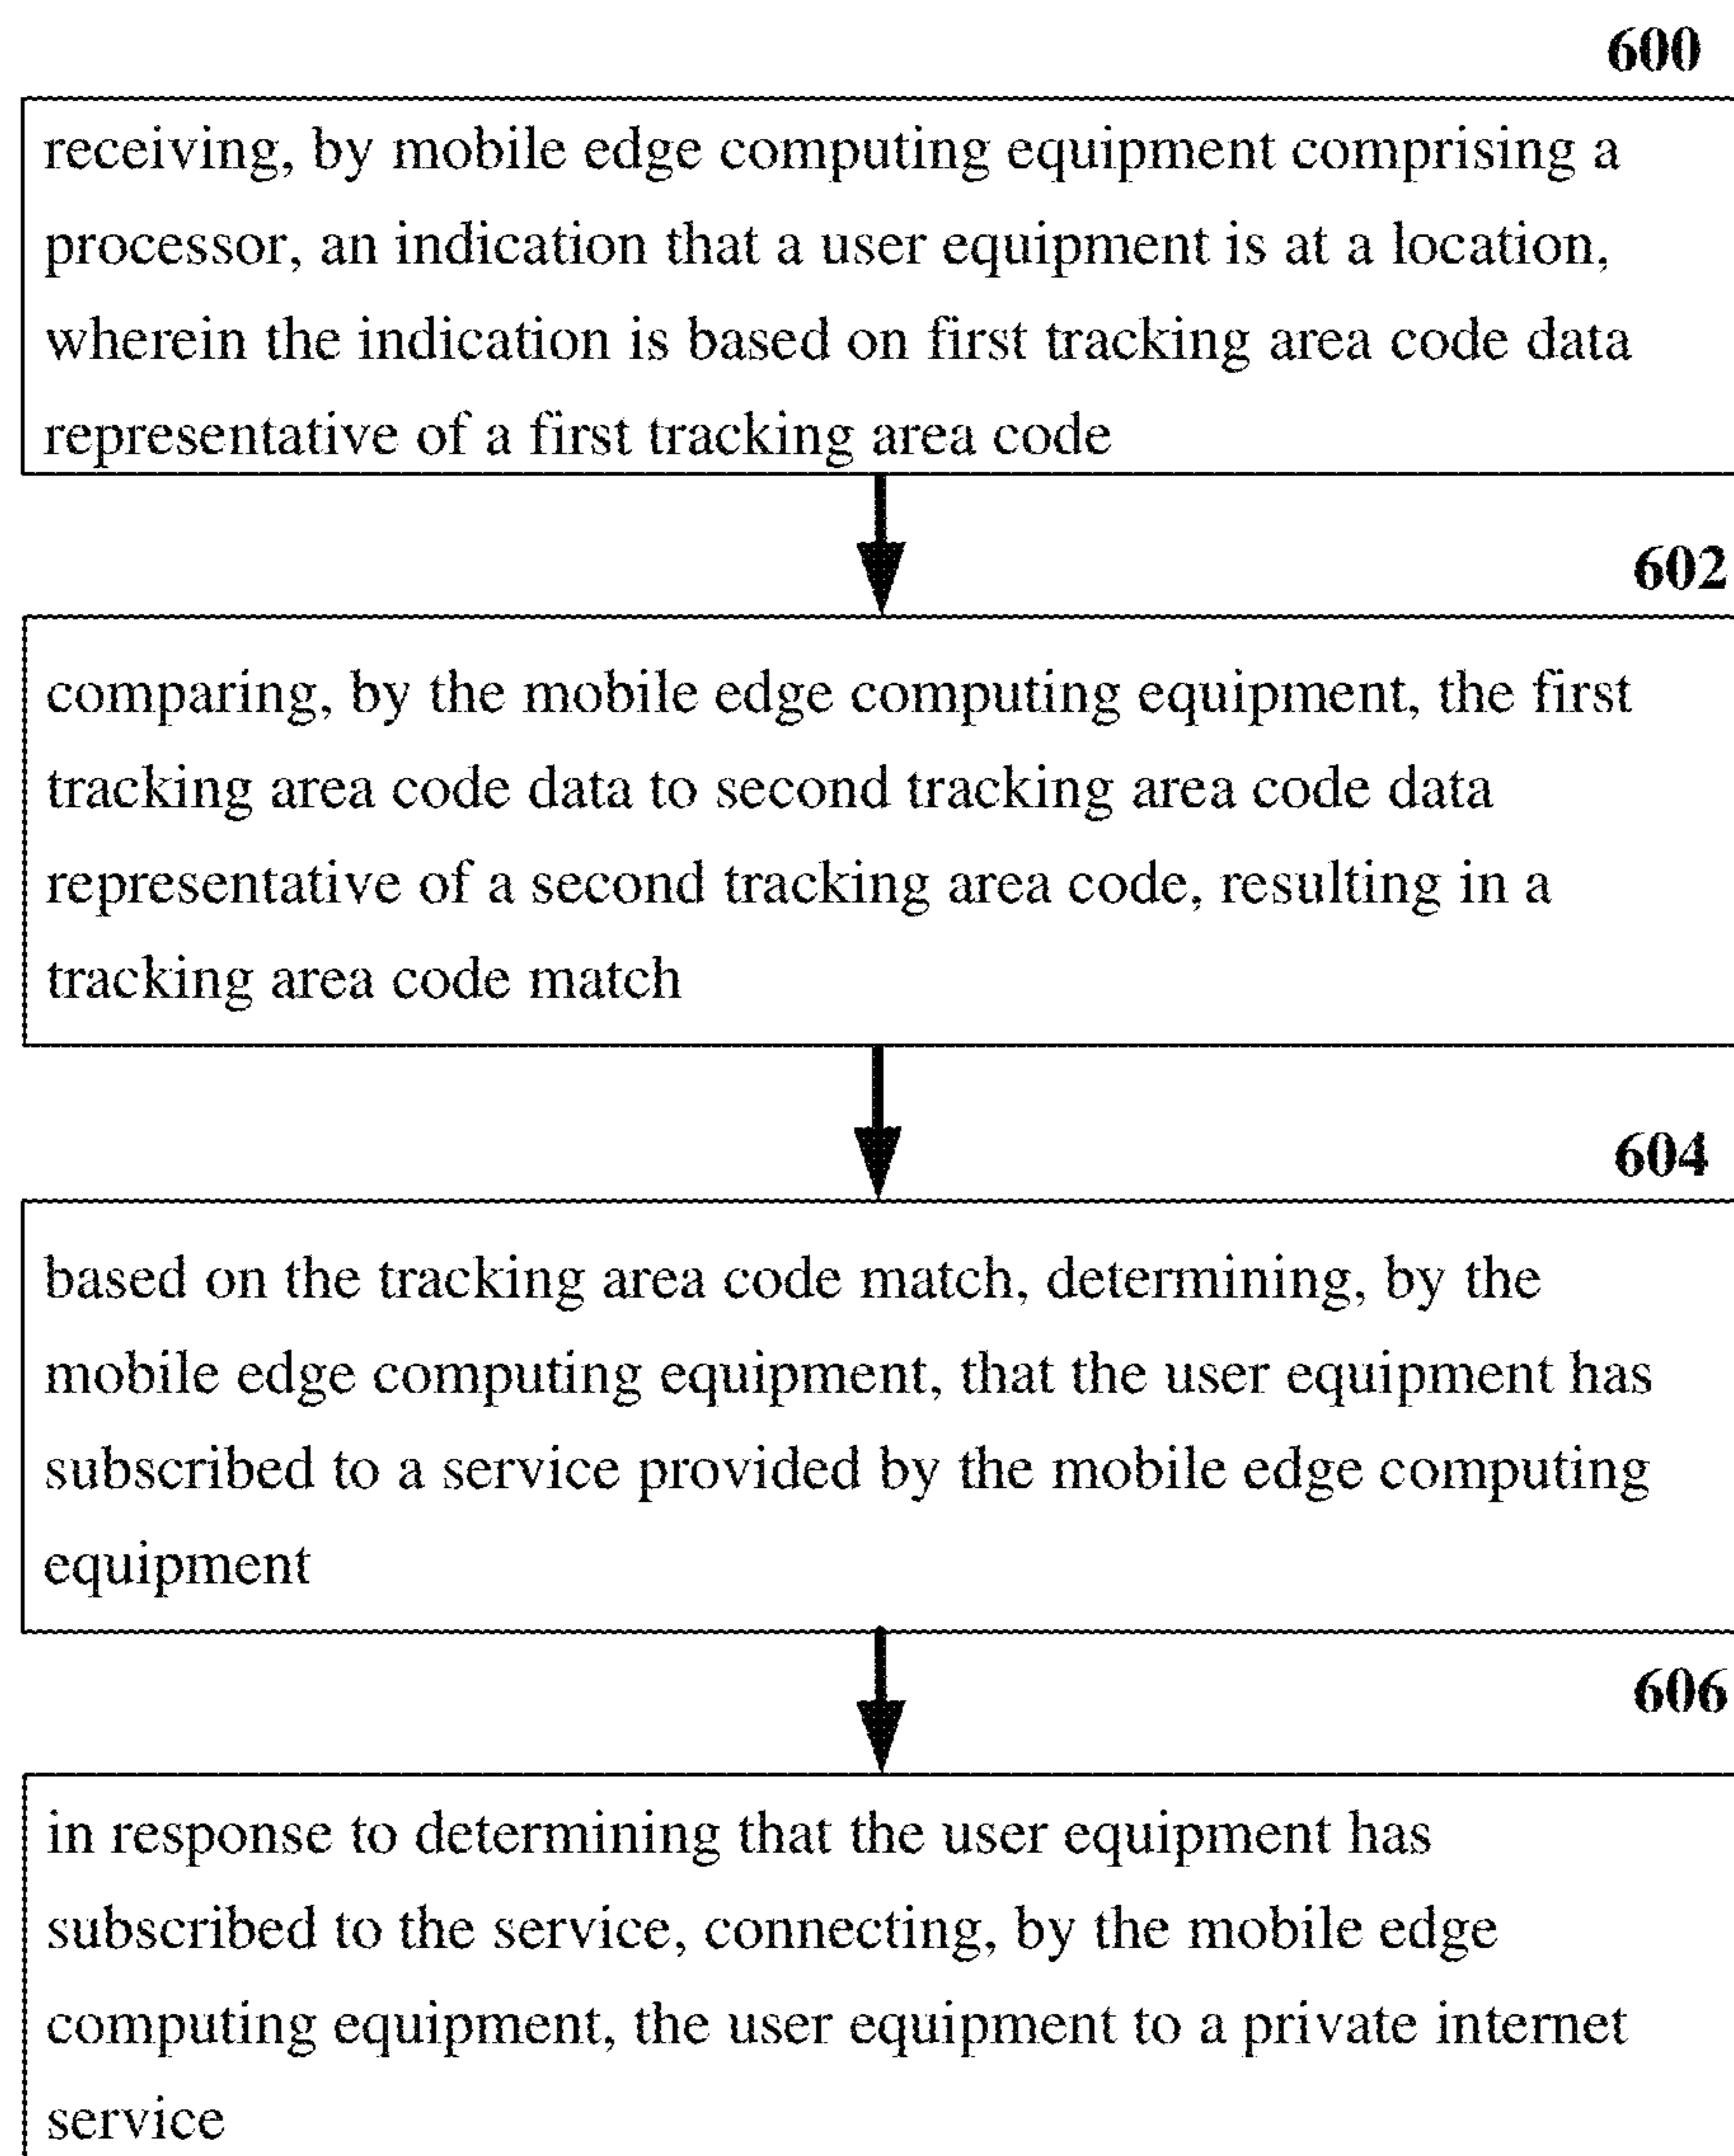 600
receiving, by mobile edge computing equipment comprising a
processor, an indication that a user equipment is at a location,
wherein the indication is based on first tracking area code data
representative of a first tracking area code
602
comparing, by the mobile edge computing equipment, the first
tracking area code data to second tracking area code data
representative of a second tracking area code, resulting in a
tracking area code match
604
based on the tracking area code match, determining, by the
mobile edge computing equipment, that the user equipment has
subscribed to a service provided by the mobile edge computing
equipment
606
in response to determining that the user equipment has
subscribed to the service, connecting, by the mobile edge
computing equipment, the user equipment to a private internet
service